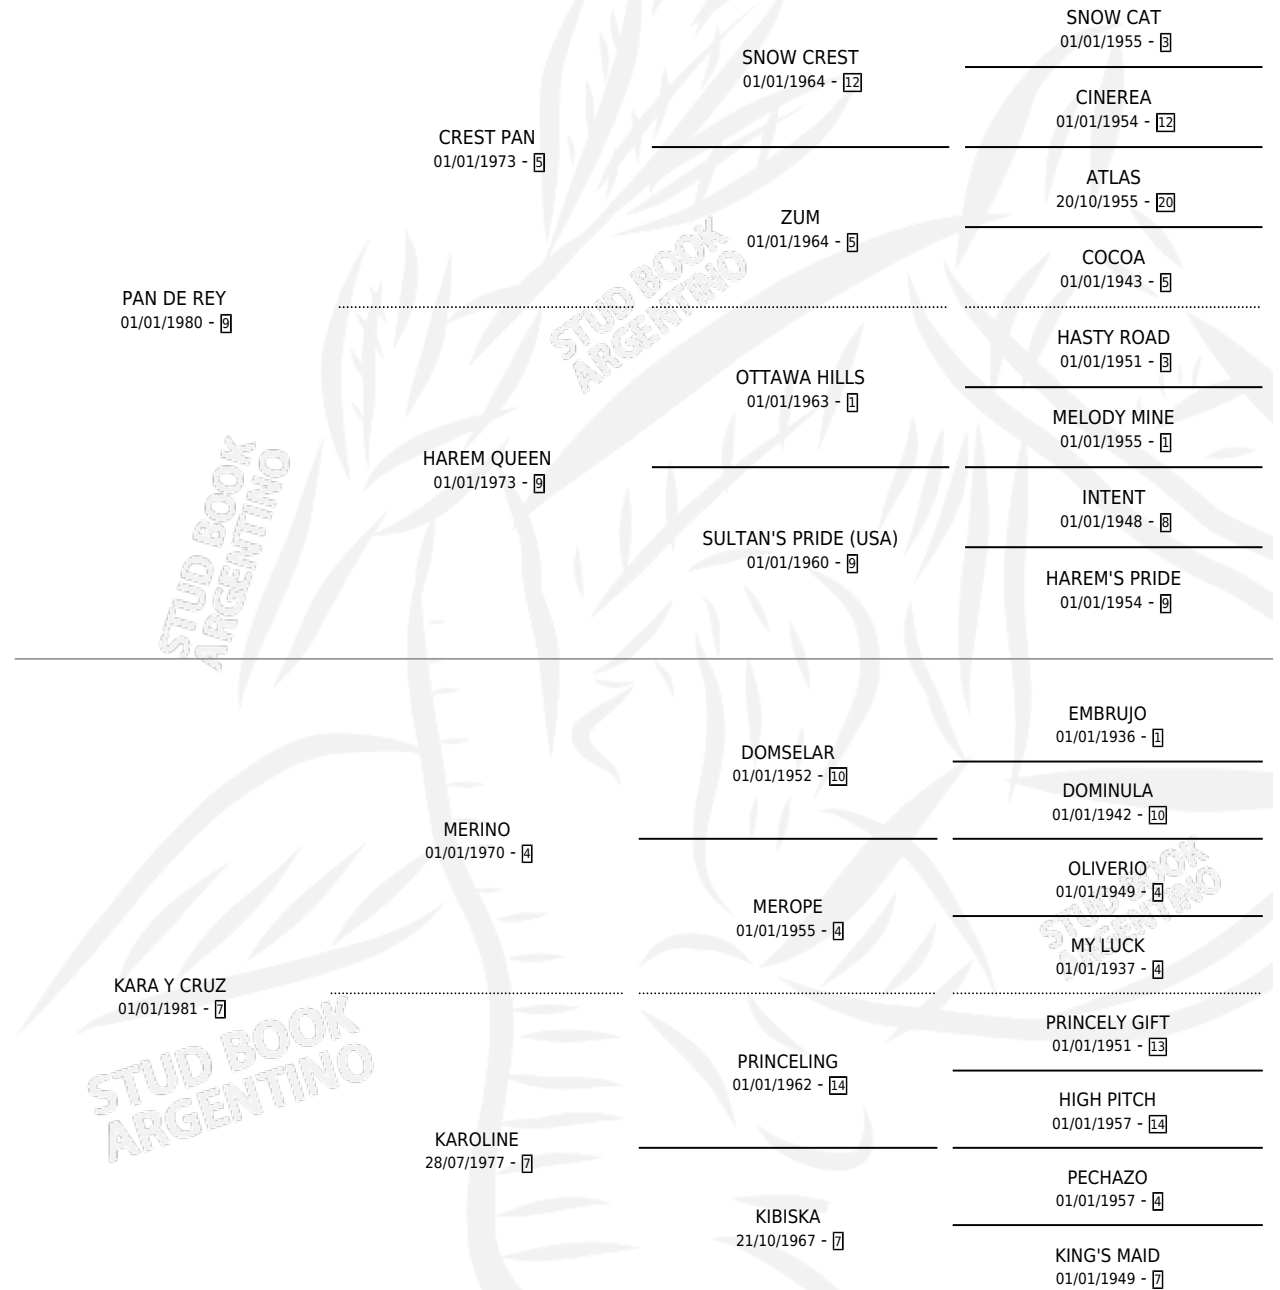 SNOW CAT
01/01/1955 - 3
SNOW CREST
01/01/1964 - 12
CINEREA
01/01/1954 - 12
CREST PAN
01/01/1973 - 5
ATLAS
20/10/1955 - 20
ZUM
01/01/1964 - 5
COCOA
01/01/1943 - 5
PAN DE REY
01/01/1980 - 9
HASTY ROAD
01/01/1951 - 3
OTTAWA HILLS
01/01/1963 - 1
MELODY MINE
01/01/1955 - 1
HAREM QUEEN
01/01/1973 - 9
INTENT
01/01/1948 - 8
SULTAN'S PRIDE (USA)
01/01/1960 - 9
HAREM'S PRIDE
01/01/1954 - 9
EMBRUJO
01/01/1936 - 1
DOMSELAR
01/01/1952 - 10
DOMINULA
01/01/1942 - 10
MERINO
01/01/1970 - 4
OLIVERIO
01/01/1949 - 4
MEROPE
01/01/1955 - 4
MY LUCK
01/01/1937 - 4
KARA Y CRUZ
01/01/1981 - 7
PRINCELY GIFT
01/01/1951 - 13
PRINCELING
01/01/1962 - 14
HIGH PITCH
01/01/1957 - 14
KAROLINE
28/07/1977 - 7
PECHAZO
01/01/1957 - 4
KIBISKA
21/10/1967 - 7
KING'S MAID
01/01/1949 - 7
STUD BOOK
ARGENTINO
STUD BOOK
ARGENTINO
STUD BOOK
ARGENTINO
STUD BOOK
ARGENTINO